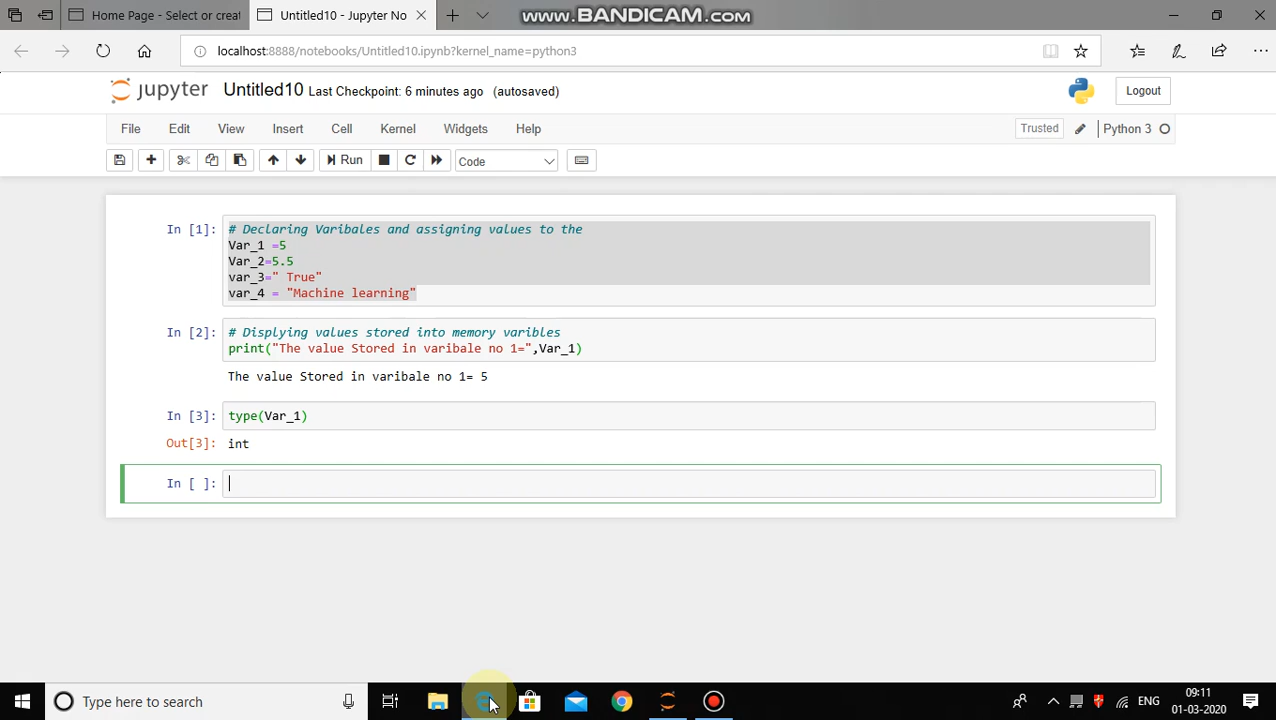 Home Page - Select or creat
Untitled10 - Jupyter No
www.BANDICAM.com
localhost:8888/notebooks/Untitled10.ipynb?kernel_name=python3
jupyter Untitled10 Last Checkpoint: 6 minutes ago (autosaved)
Logout
File Edit View Insert Cell Kernel Widgets Help
Trusted
Python 3
Run
Code
In [1]:
# Declaring Varibales and assigning values to the
Var_1 =5
Var_2=5.5
var_3=" True"
var_4 = "Machine learning"
In [2]:
# Displying values stored into memory varibles
print("The value Stored in varibale no 1=",Var_1)
The value Stored in varibale no 1= 5
In [3]:
type(Var_1)
Out[3]:
int
In [ ]:
Type here to search
ENG
09:11
01-03-2020